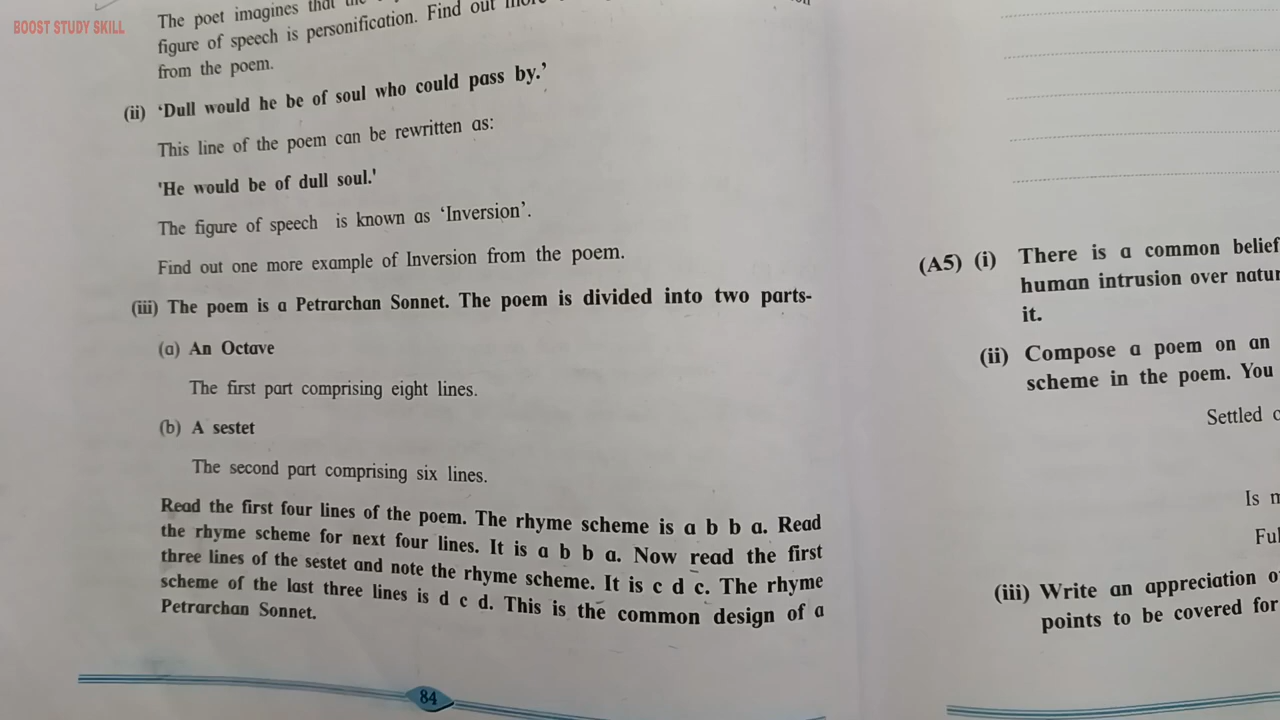 BOOST STUDY SKILL
The poet imagines that the
figure of speech is personification. Find out more
from the poem.
(ii) ‘Dull would he be of soul who could pass by.’
This line of the poem can be rewritten as:
'He would be of dull soul.'
The figure of speech is known as ‘Inversion’.
Find out one more example of Inversion from the poem.
(iii) The poem is a Petrarchan Sonnet. The poem is divided into two parts-
(a) An Octave
The first part comprising eight lines.
(b) A sestet
The second part comprising six lines.
Read the first four lines of the poem. The rhyme scheme is a b b a. Read
the rhyme scheme for next four lines. It is a b b a. Now read the first
three lines of the sestet and note the rhyme scheme. It is c d c. The rhyme
scheme of the last three lines is d c d. This is the common design of a
Petrarchan Sonnet.
84
(A5) (i) There is a common belief
human intrusion over natur
it.
(ii) Compose a poem on an
scheme in the poem. You
Settled
Is
Ful
(iii) Write an appreciation
points to be covered for